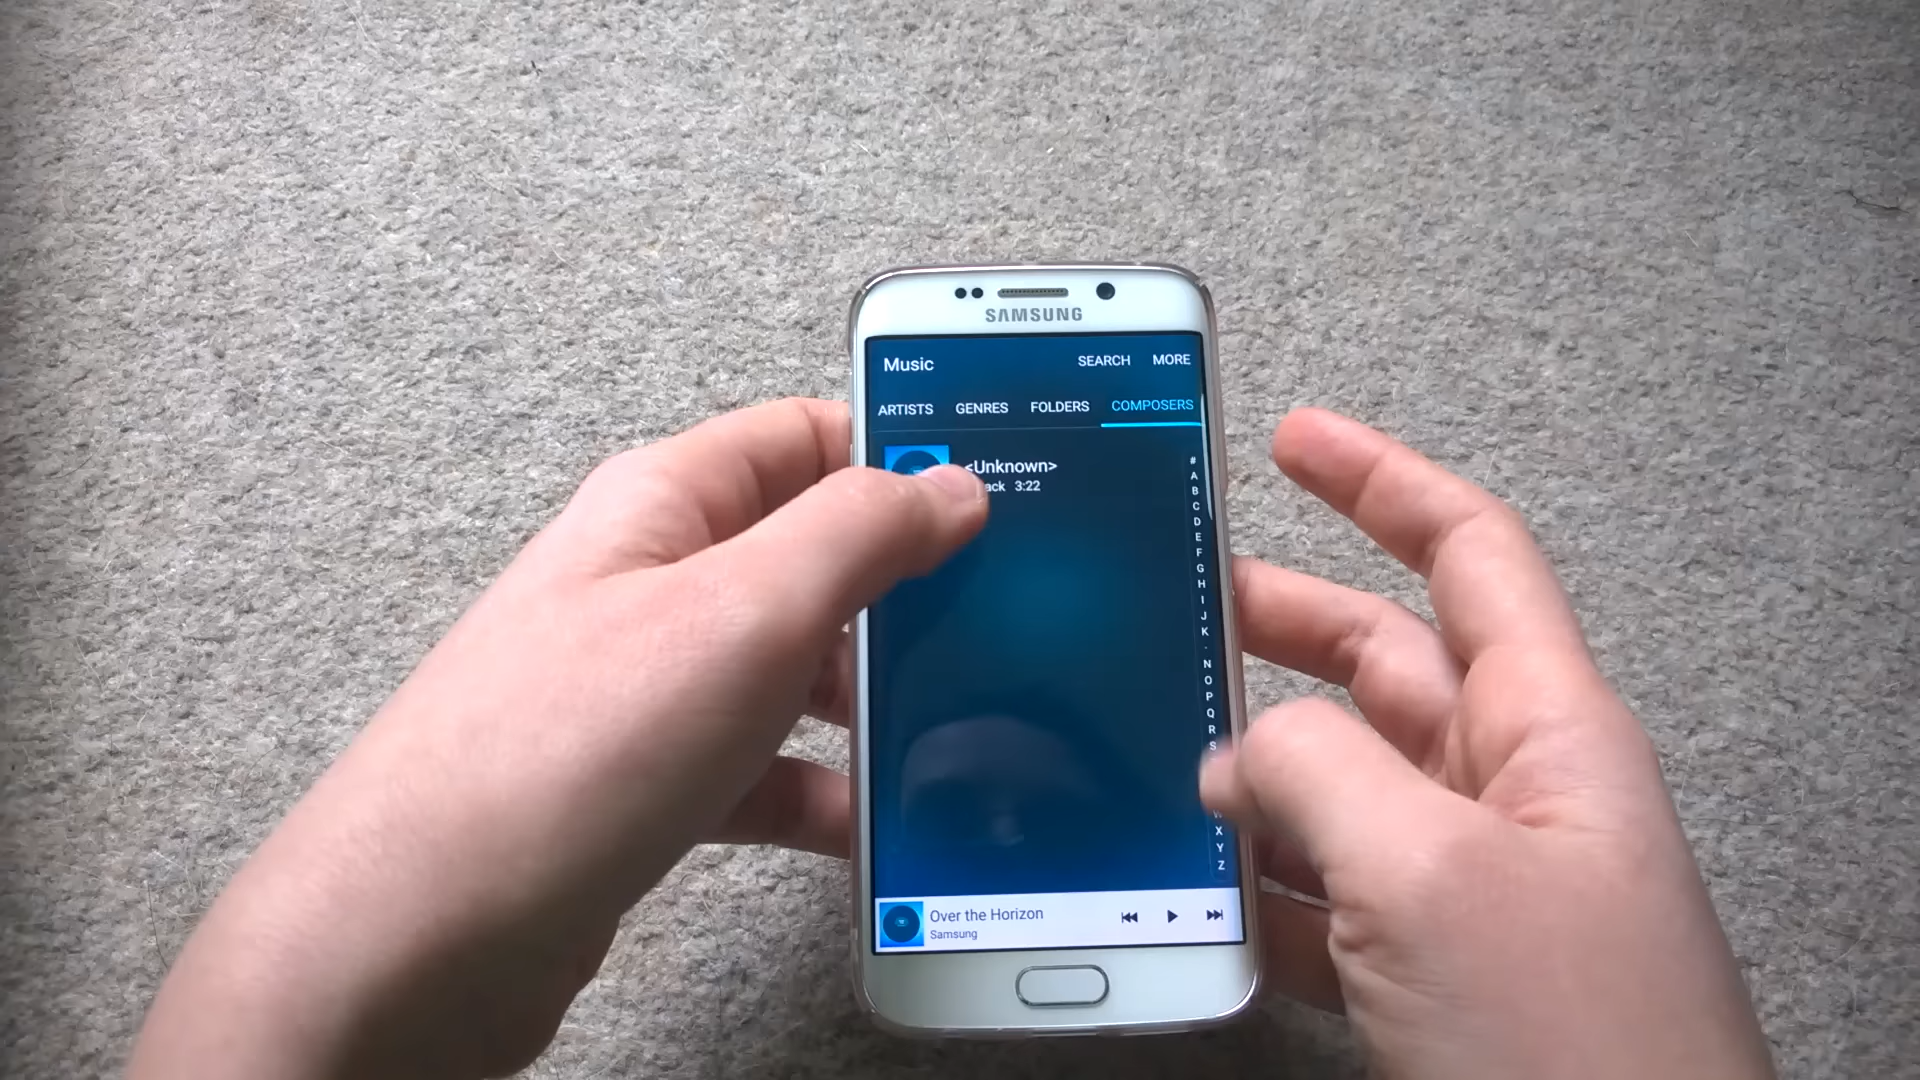 SAMSUNG
Music SEARCH MORE
ARTISTS GENRES FOLDERS COMPOSERS
<Unknown>
3:22
#
A
B
C
D
E
F
G
H
I
J
K
N
O
P
Q
R
S
X
Y
Z
Over the Horizon
Samsung